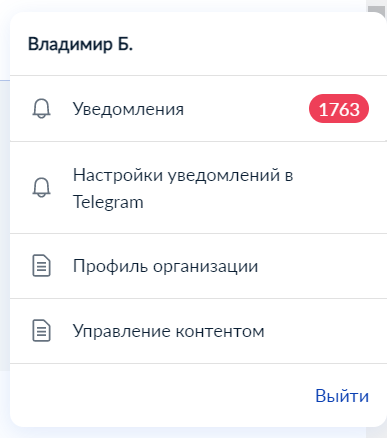 Владимир Б.
Уведомления 1763
Настройки уведомлений в
Telegram
Профиль организации
Управление контентом
Выйти